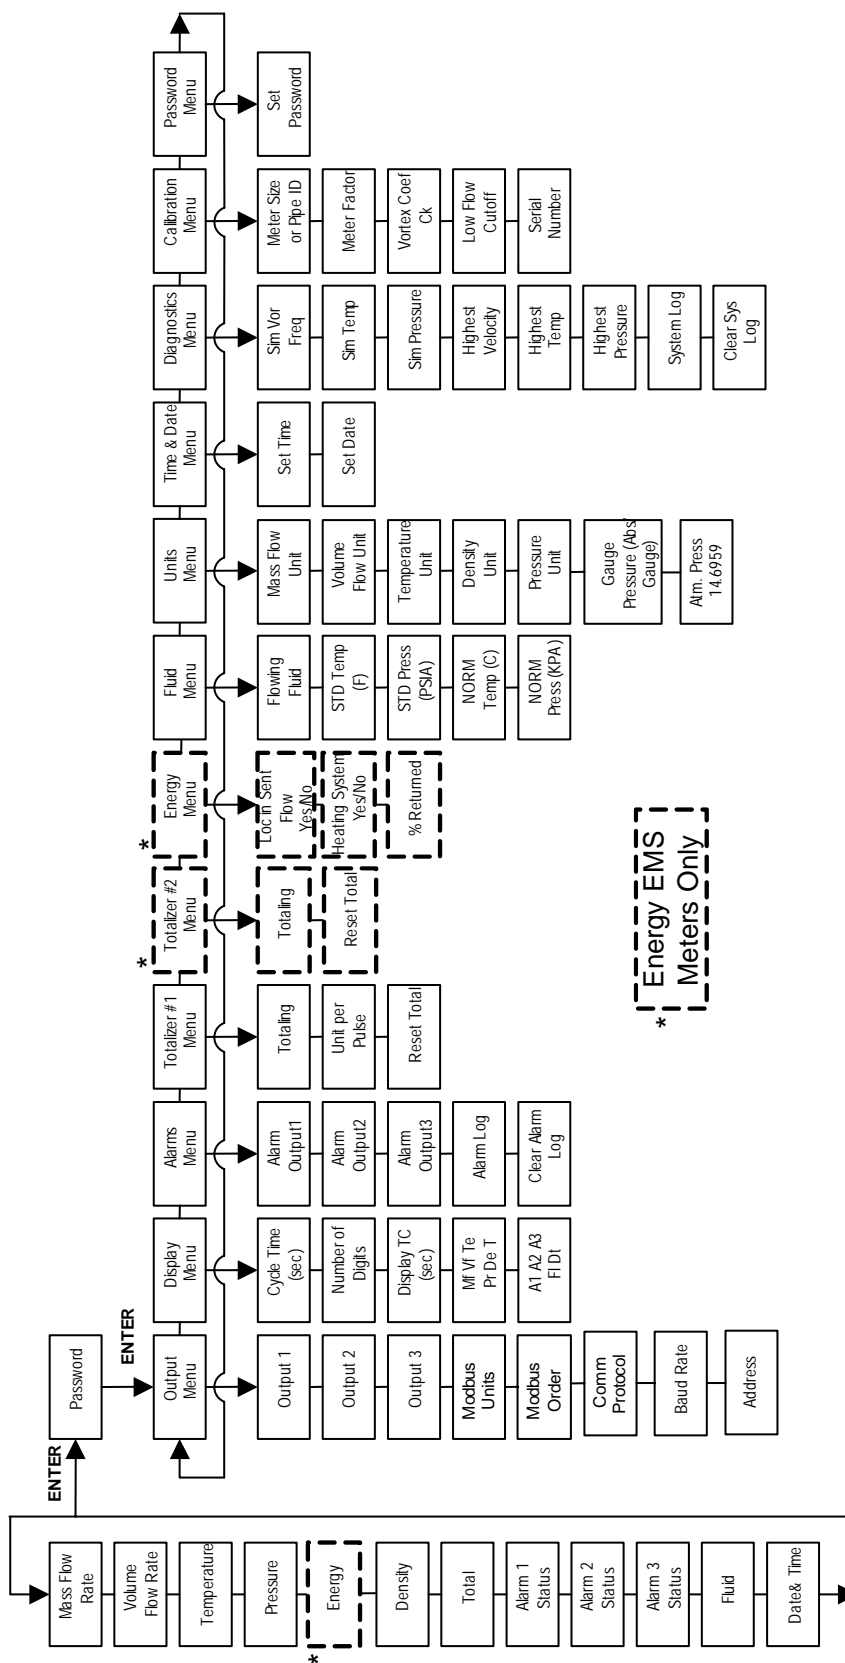 Mass Flow
Rate
Volume
Flow Rate
Temperature
Pressure
*
Energy
Density
Total
Alarm 1
Status
Alarm 2
Status
Alarm 3
Status
Fluid
Date& Time
ENTER
Password
ENTER
Output
Menu
Output 1
Output 2
Output 3
Modbus
Units
Modbus
Order
Comm
Protocol
Baud Rate
Address
Display
Menu
Cycle Time
(sec)
Number of
Digits
Display TC
(sec)
Mf Vf Te
Pr De T
A1 A2 A3
Fl Dt
Alarms
Menu
Alarm
Output1
Alarm
Output2
Alarm
Output3
Alarm Log
Clear Alarm
Log
Totalizer #1
Menu
Totaling
Unit per
Pulse
Reset Total
*
Totalizer #2
Menu
Totaling
Reset Total
*
Energy
Menu
Loc in Sent
Flow
Yes/No
Heating System
Yes/No
% Returned
Fluid
Menu
Flowing
Fluid
STD Temp
(F)
STD Press
(PSIA)
NORM
Temp (C)
NORM
Press (KPA)
Units
Menu
Mass Flow
Unit
Volume
Flow Unit
Temperature
Unit
Density
Unit
Pressure
Unit
Gauge
Pressure (Abs/
Gauge)
Atm. Press
14.6959
Time & Date
Menu
Set Time
Set Date
Diagnostics
Menu
Sim Vor
Freq
Sim Temp
Sim Pressure
Highest
Velocity
Highest
Temp
Highest
Pressure
System Log
Clear Sys
Log
Calibration
Menu
Meter Size
or Pipe ID
Meter Factor
Vortex Coef
Ck
Low Flow
Cutoff
Serial
Number
Password
Menu
Set
Password
*
Energy EMS
Meters Only